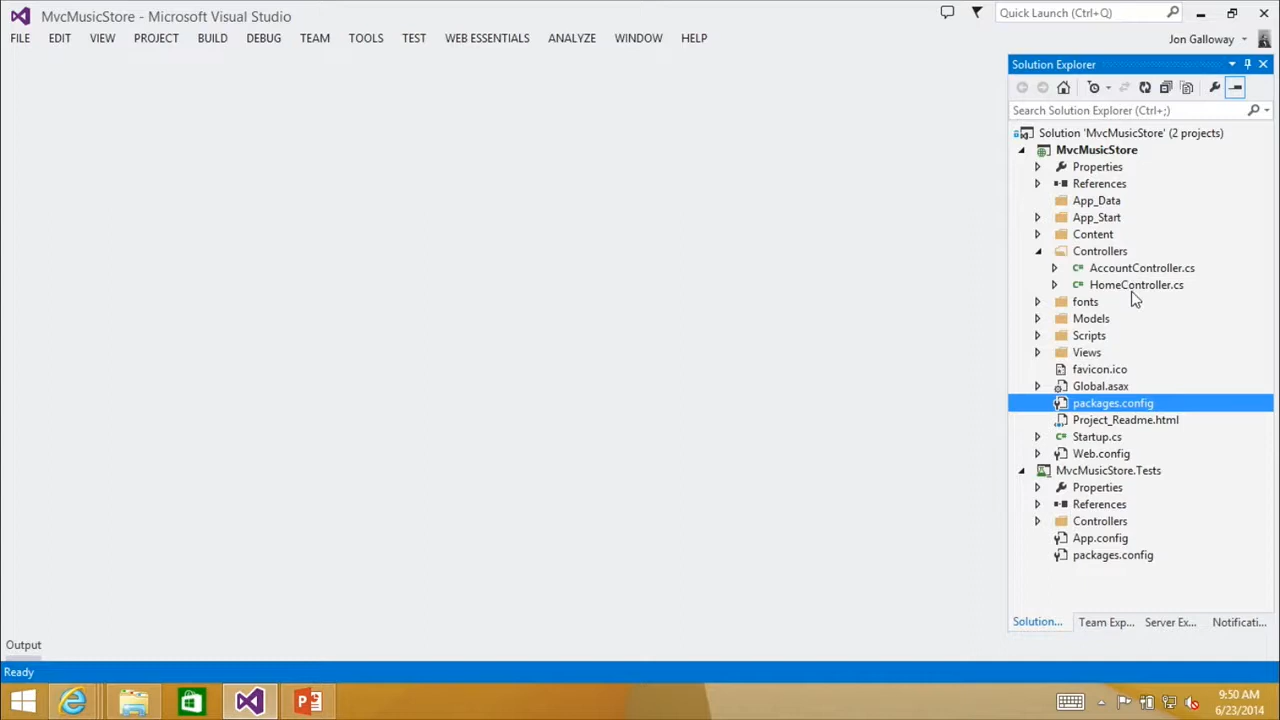 MvcMusicStore - Microsoft Visual Studio
Quick Launch (Ctrl+Q)
FILE EDIT VIEW PROJECT BUILD DEBUG TEAM TOOLS TEST WEB ESSENTIALS ANALYZE WINDOW HELP
Jon Galloway
Solution Explorer
Search Solution Explorer (Ctrl+;)
Solution 'MvcMusicStore' (2 projects)
MvcMusicStore
Properties
References
App_Data
App_Start
Content
Controllers
C# AccountController.cs
C# HomeController.cs
fonts
Models
Scripts
Views
favicon.ico
Global.asax
packages.config
Project_Readme.html
C# Startup.cs
Web.config
MvcMusicStore.Tests
Properties
References
Controllers
App.config
packages.config
Solution... Team Exp... Server Ex... Notificati...
Output
Ready
9:50 AM
6/23/2014